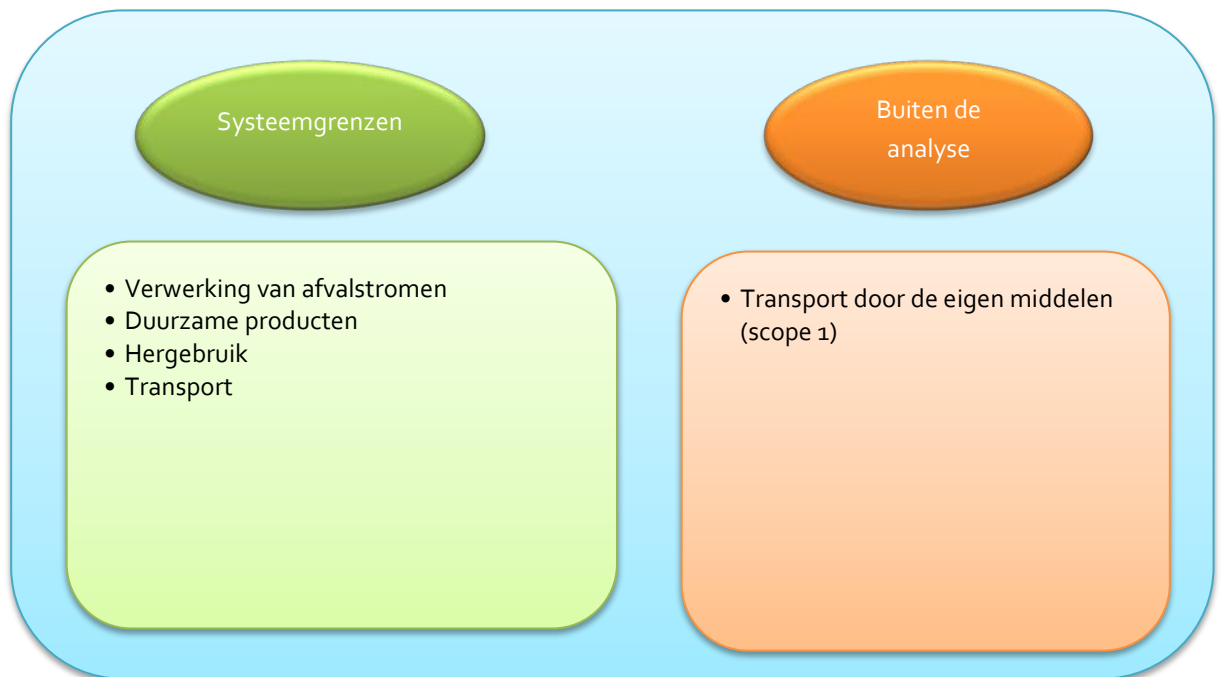 Systeemgrenzen
• Verwerking van afvalstromen
• Duurzame producten
• Hergebruik
• Transport
Buiten de
analyse
• Transport door de eigen middelen
(scope 1)